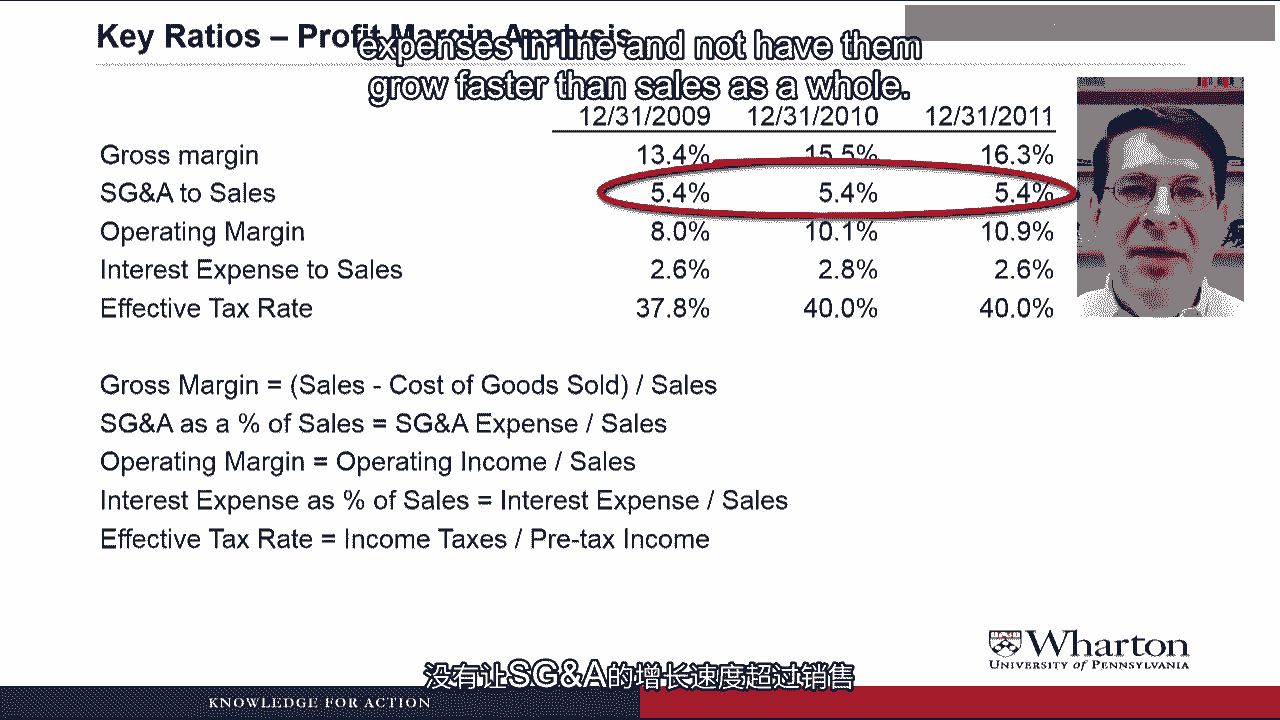 Key Ratios – Profit Margin Analysis
expenses in line and not have them
grow faster than sales as a whole.
12/31/2009 12/31/2010 12/31/2011
Gross margin 13.4% 15.5% 16.3%
SG&A to Sales 5.4% 5.4% 5.4%
Operating Margin 8.0% 10.1% 10.9%
Interest Expense to Sales 2.6% 2.8% 2.6%
Effective Tax Rate 37.8% 40.0% 40.0%
Gross Margin = (Sales - Cost of Goods Sold) / Sales
SG&A as a % of Sales = SG&A Expense / Sales
Operating Margin = Operating Income / Sales
Interest Expense as % of Sales = Interest Expense / Sales
Effective Tax Rate = Income Taxes / Pre-tax Income
Wharton
UNIVERSITY of PENNSYLVANIA
没有让SG&A的增长速度超过销售
KNOWLEDGE FOR ACTION